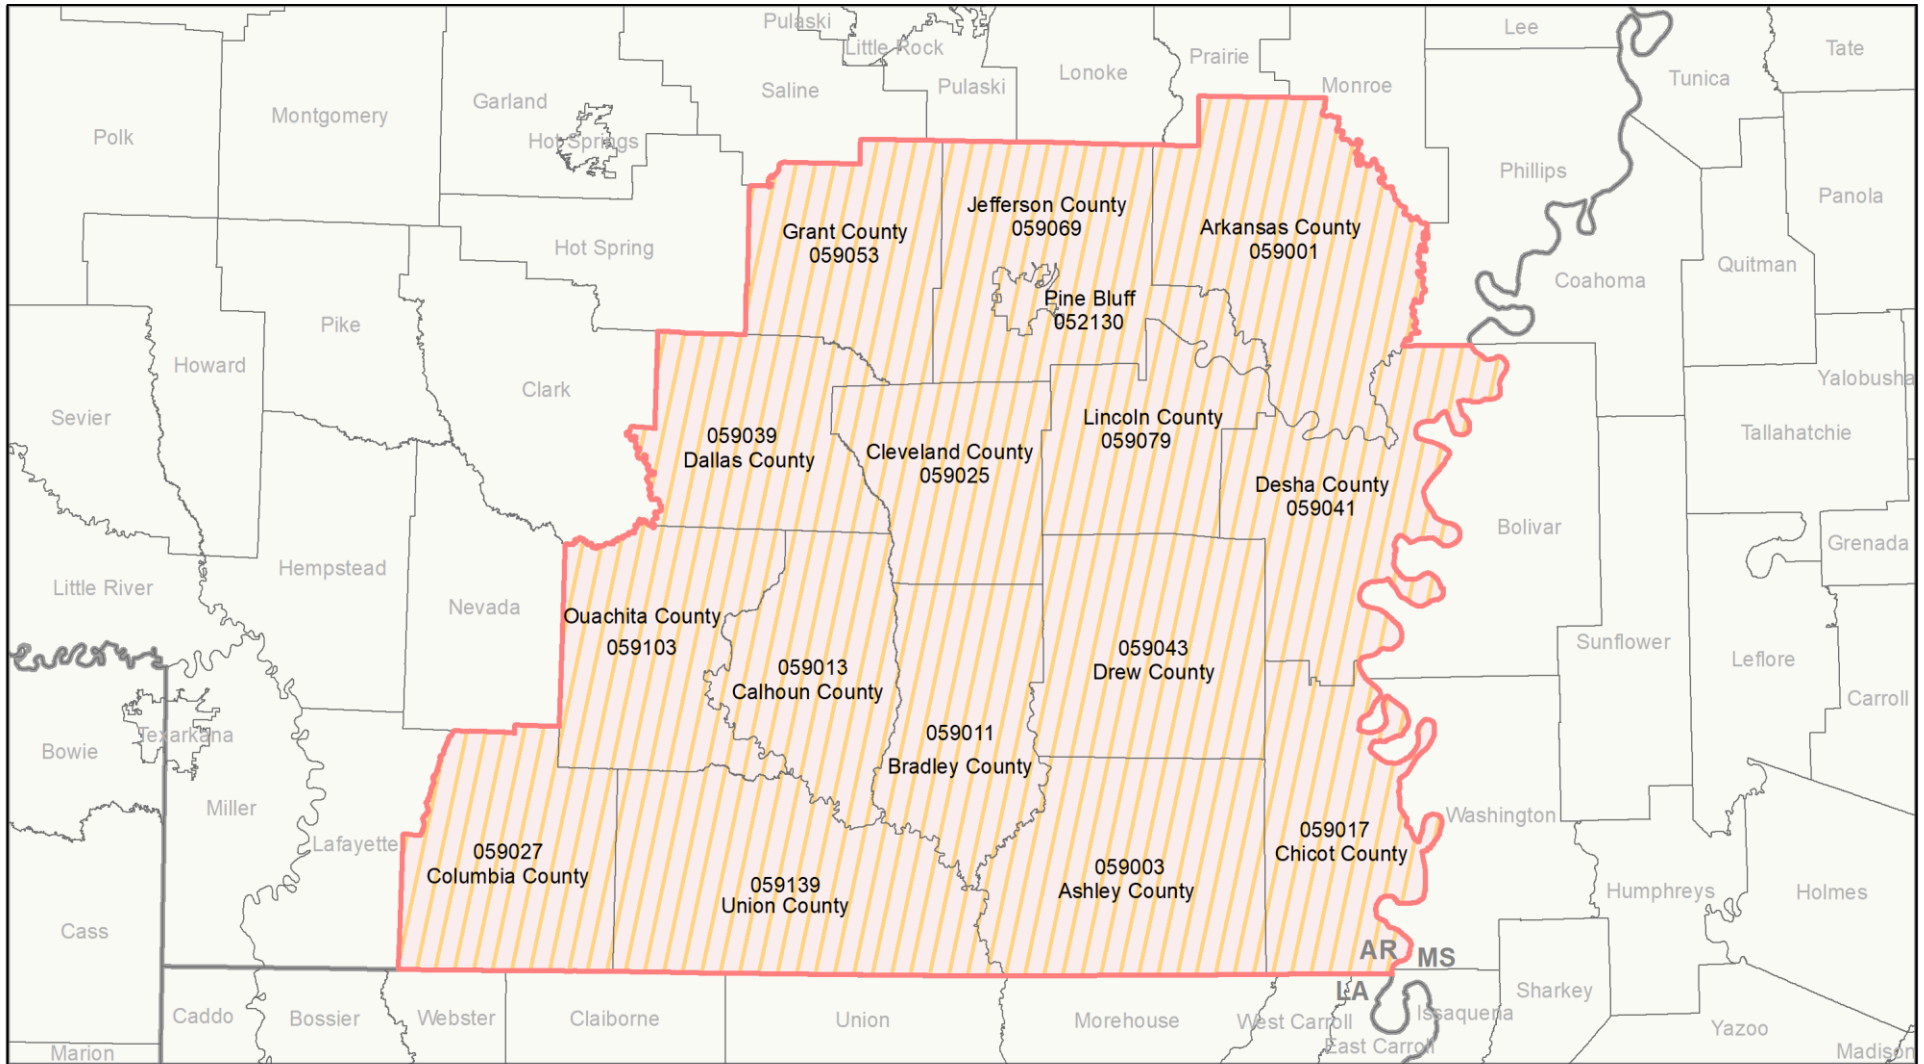 Pulaski
Little Rock
Lee
Tate
Prairie
Lonoke
Tunica
Garland
Saline
Pulaski
Monroe
Montgomery
Polk
Hot Springs
Phillips
Panola
Jefferson County
059069
Grant County
059053
Arkansas County
059001
Hot Spring
Quitman
Coahoma
Pine Bluff
052130
Pike
Howard
Clark
Yalobusha
Sevier
Lincoln County
059079
059039
Dallas County
Cleveland County
059025
Tallahatchie
Desha County
059041
Bolivar
Grenada
Hempstead
Little River
Nevada
Ouachita County
059103
059013
Calhoun County
059043
Drew County
Sunflower
Leflore
Carroll
Texarkana
Bowie
059011
Bradley County
Miller
Lafayette
Washington
059017
Chicot County
059027
Columbia County
059139
Union County
059003
Ashley County
Humphreys
Holmes
Cass
AR
MS
LA
Sharkey
Caddo
Bossier
Webster
Claiborne
Union
Morehouse
West Carroll
Issaquena
East Carroll
Yazoo
Marion
Madison